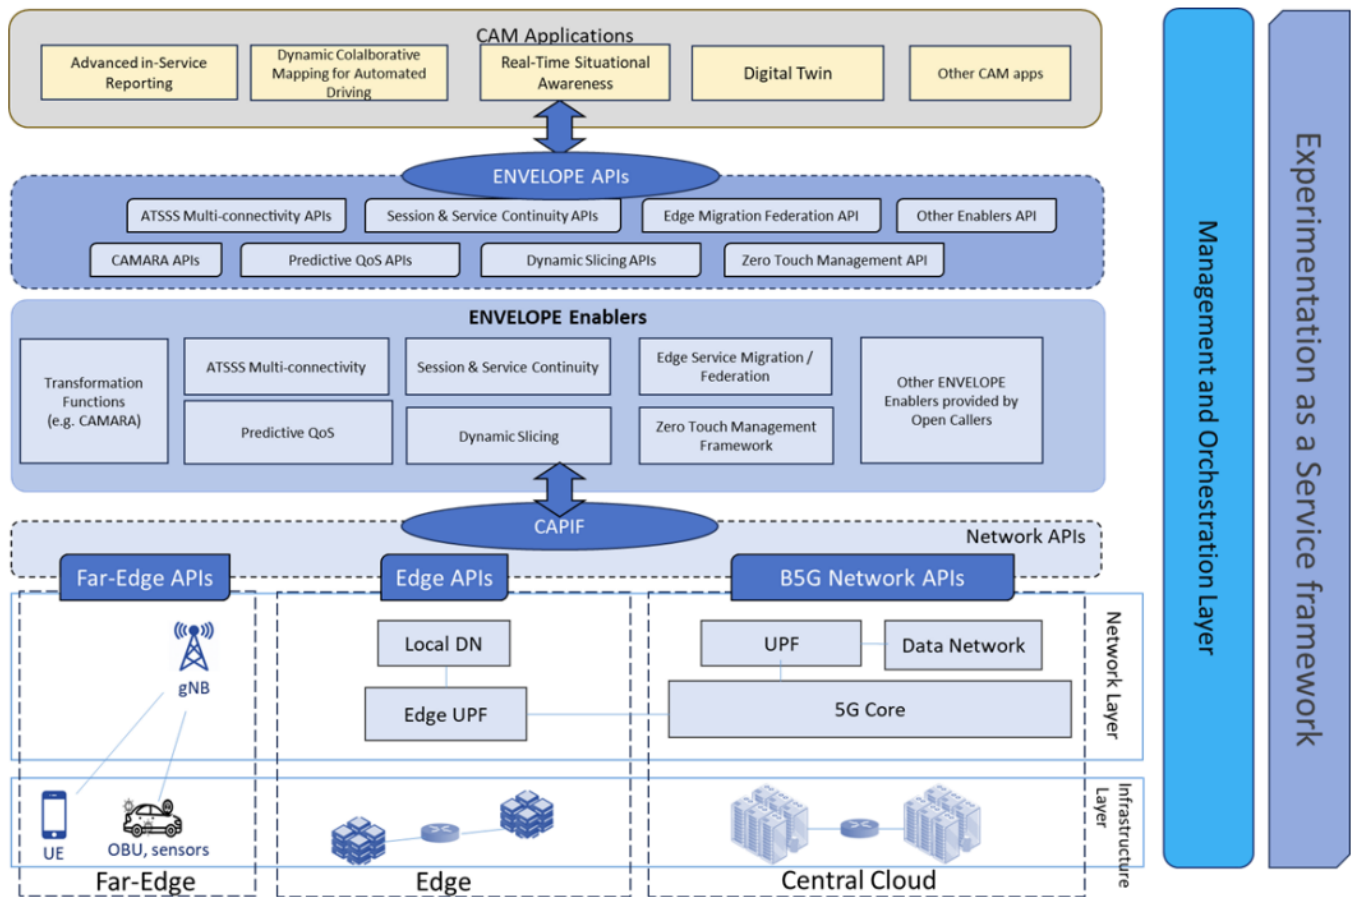 CAM Applications
Advanced in-Service
Reporting
Dynamic Colalborative
Mapping for Automated
Driving
Real-Time Situational
Awareness
Digital Twin
Other CAM apps
ENVELOPE APIs
ATSSS Multi-connectivity APIs
Session & Service Continuity APIs
Edge Migration Federation API
Other Enablers API
CAMARA APIs
Predictive QoS APIs
Dynamic Slicing APIs
Zero Touch Management API
ENVELOPE Enablers
Transformation
Functions
(e.g. CAMARA)
ATSSS Multi-connectivity
Session & Service Continuity
Edge Service Migration /
Federation
Other ENVELOPE
Enablers provided by
Open Callers
Predictive QoS
Dynamic Slicing
Zero Touch Management
Framework
CAPIF
Network APIs
Far-Edge APIs
Edge APIs
B5G Network APIs
gNB
Local DN
Edge UPF
UPF
Data Network
5G Core
Network Layer
UE
OBU, sensors
Infrastructure
Layer
Far-Edge
Edge
Central Cloud
Management and Orchestration Layer
Experimentation as a Service framework